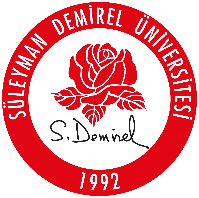 SÜLEYMAN DEMİREL ÜNİVERSİTESİ
S. Demirel
1992